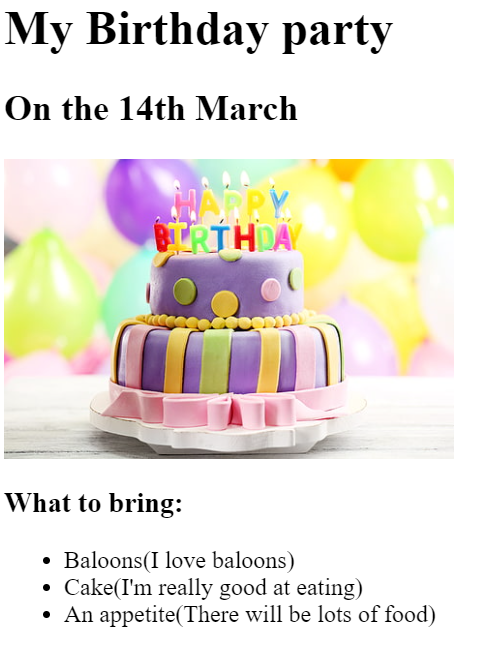 My Birthday party
On the 14th March
HAPPY
BIRTHDAY
What to bring:
Baloons(I love baloons)
Cake(I'm really good at eating)
An appetite(There will be lots of food)